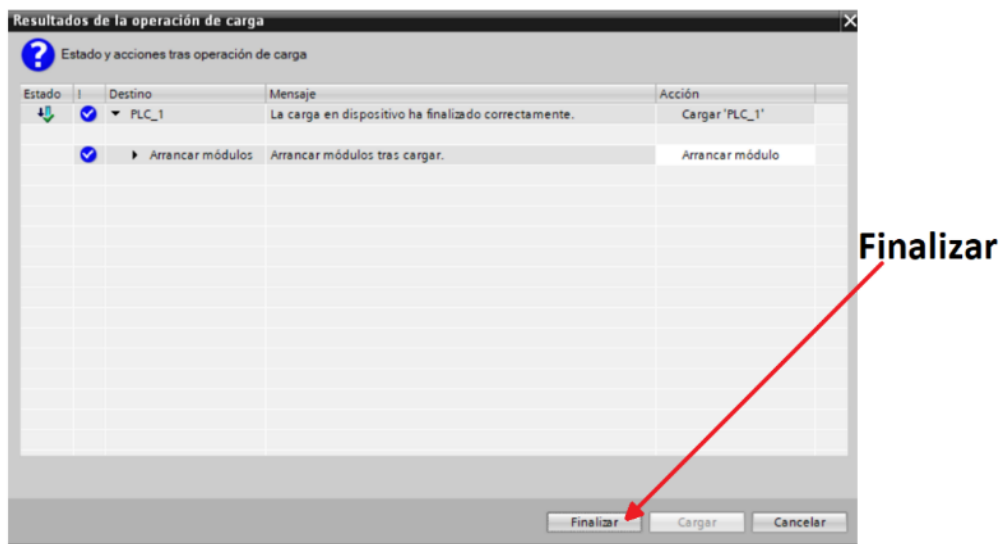 Resultados de la operación de carga
Estado y acciones tras operación de carga
Estado ! Destino Mensaje Acción
PLC_1 La carga en dispositivo ha finalizado correctamente. Cargar 'PLC_1'
Arrancar módulos Arrancar módulos tras cargar. Arrancar módulo
Finalizar
Finalizar Cargar Cancelar